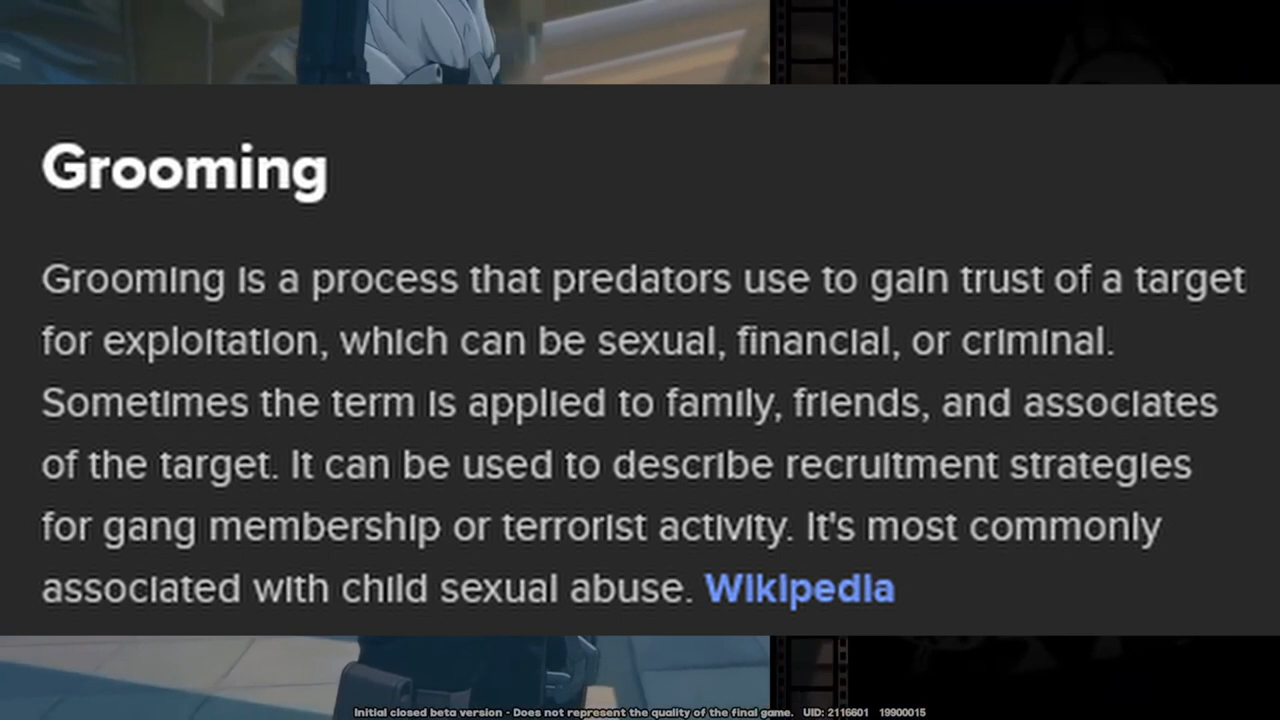 Grooming
Grooming is a process that predators use to gain trust of a target
for exploitation, which can be sexual, financial, or criminal.
Sometimes the term is applied to family, friends, and associates
of the target. It can be used to describe recruitment strategies
for gang membership or terrorist activity. It's most commonly
associated with child sexual abuse. Wikipedia
Initial closed beta version - Does not represent the quality of the final game. UID: 2116601 19900015